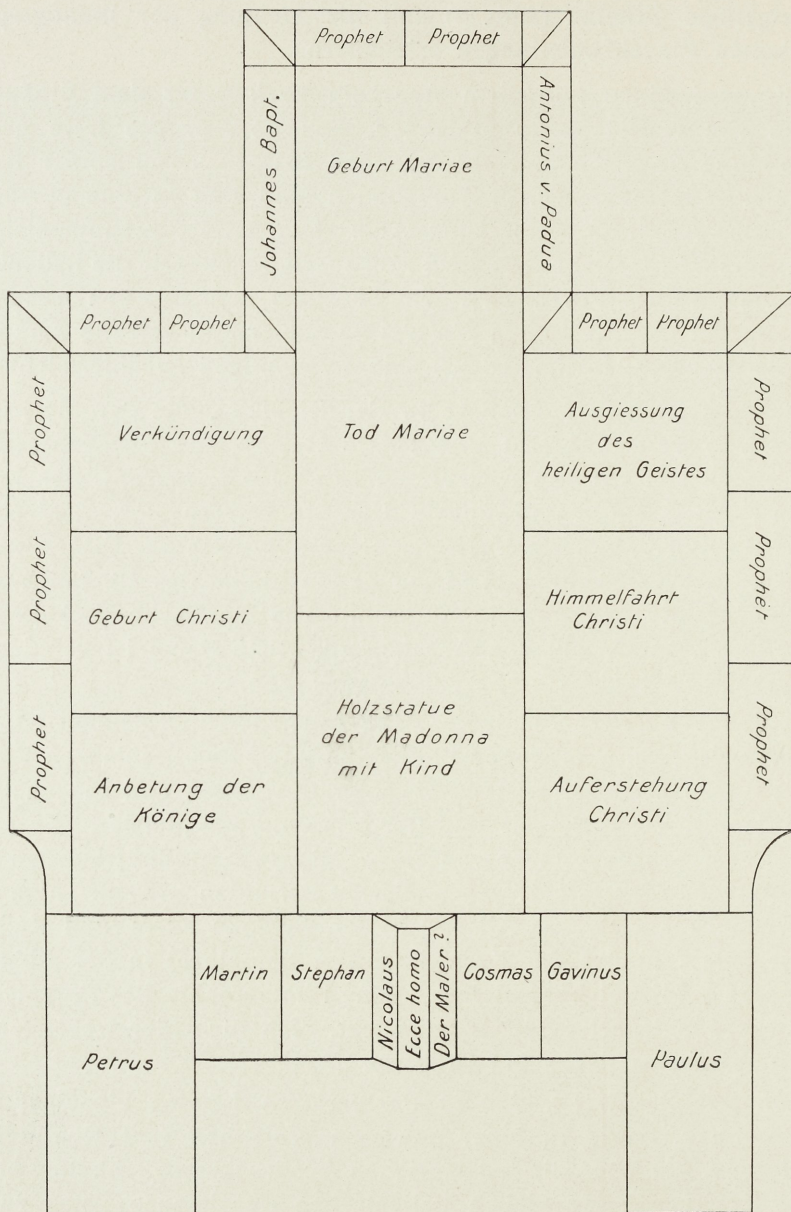 Prophet
Prophet
Johannes Bapt.
Geburt Mariae
Antonius v. Padua
Prophet
Prophet
Prophet
Prophet
Prophet
Verkündigung
Tod Mariae
Ausgiessung
des
heiligen Geistes
Prophet
Prophet
Geburt Christi
Himmelfahrt
Christi
Prophet
Prophet
Anbetung der
Könige
Holzstatue
der Madonna
mit Kind
Auferstehung
Christi
Prophet
Petrus
Martin
Stephan
Nicolaus
Ecce homo
Der Maler?
Cosmas
Gavinus
Paulus